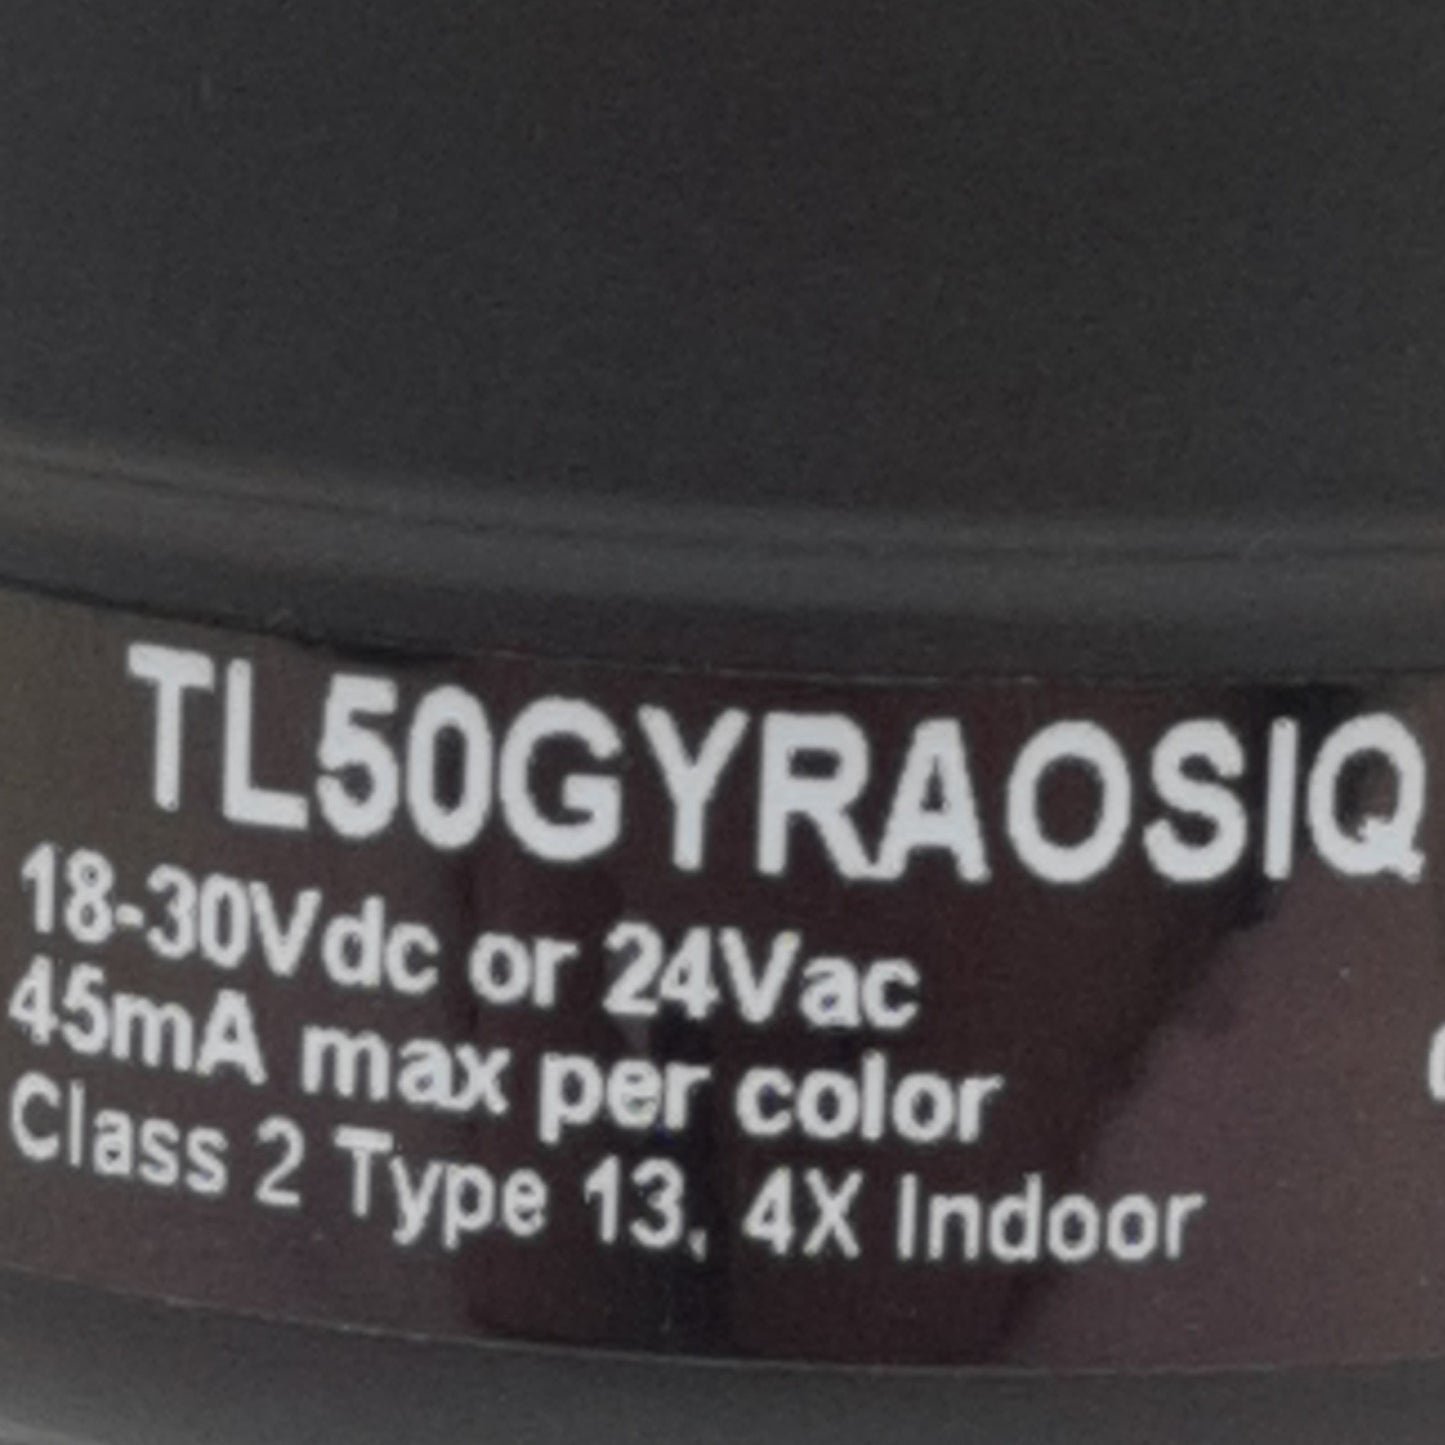 TL50GYRAOSIQ
18-30Vdc or 24Vac
45mA max per color
Class 2 Type 13, 4X Indoor